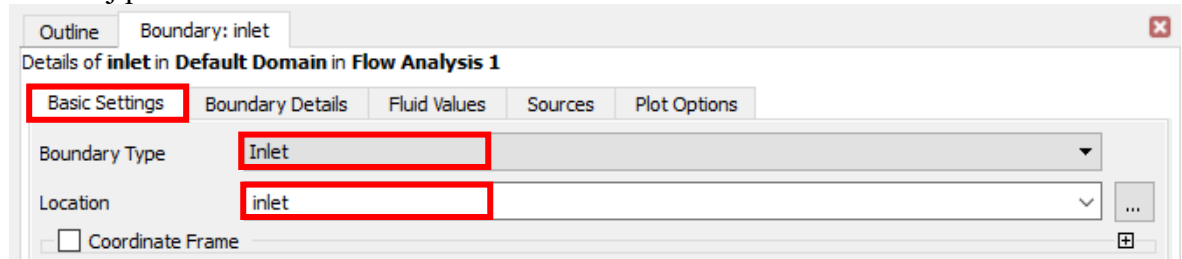 Outline Boundary: inlet
Details of inlet in Default Domain in Flow Analysis 1
Basic Settings Boundary Details Fluid Values Sources Plot Options
Boundary Type Inlet
Location inlet ...
Coordinate Frame